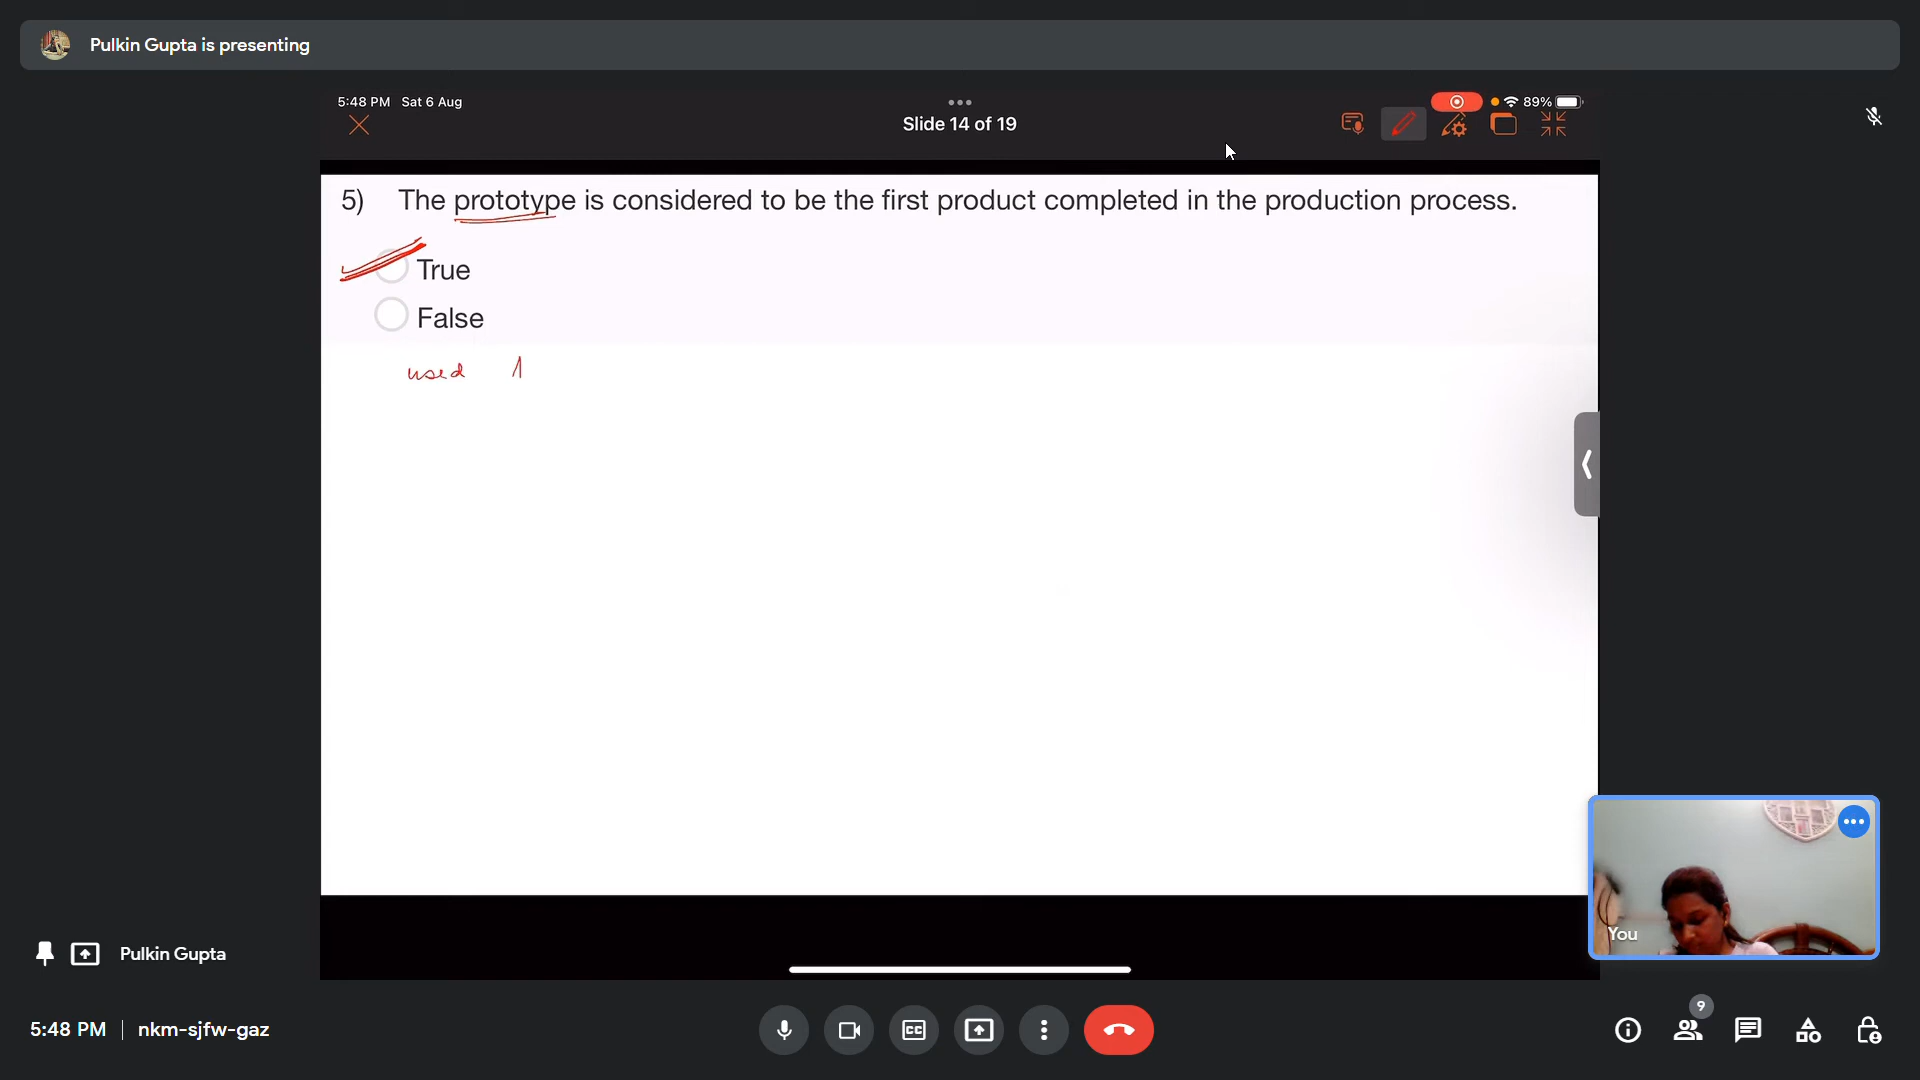 Pulkin Gupta is presenting
5:48 PM Sat 6 Aug
89%
Slide 14 of 19
5) The prototype is considered to be the first product completed in the production process.
True
False
used 1
You
Pulkin Gupta
5:48 PM | nkm-sjfw-gaz
CC
9